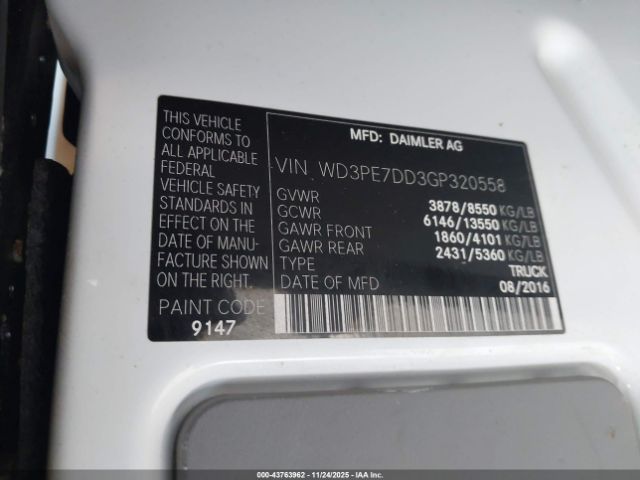 THIS VEHICLE
CONFORMS TO
ALL APPLICABLE
FEDERAL
VEHICLE SAFETY
STANDARDS IN
EFFECT ON THE
DATE OF MANU-
FACTURE SHOWN
ON THE RIGHT.
PAINT CODE
9147
MFD: DAIMLER AG
VIN WD3PE7DD3GP320558
GVWR 3878/8550 KG/LB
GCWR 6146/13550 KG/LB
GAWR FRONT 1860/4101 KG/LB
GAWR REAR 2431/5360 KG/LB
TYPE TRUCK
DATE OF MFD 08/2016
000-43763962 - 11/24/2025 - IAA Inc.